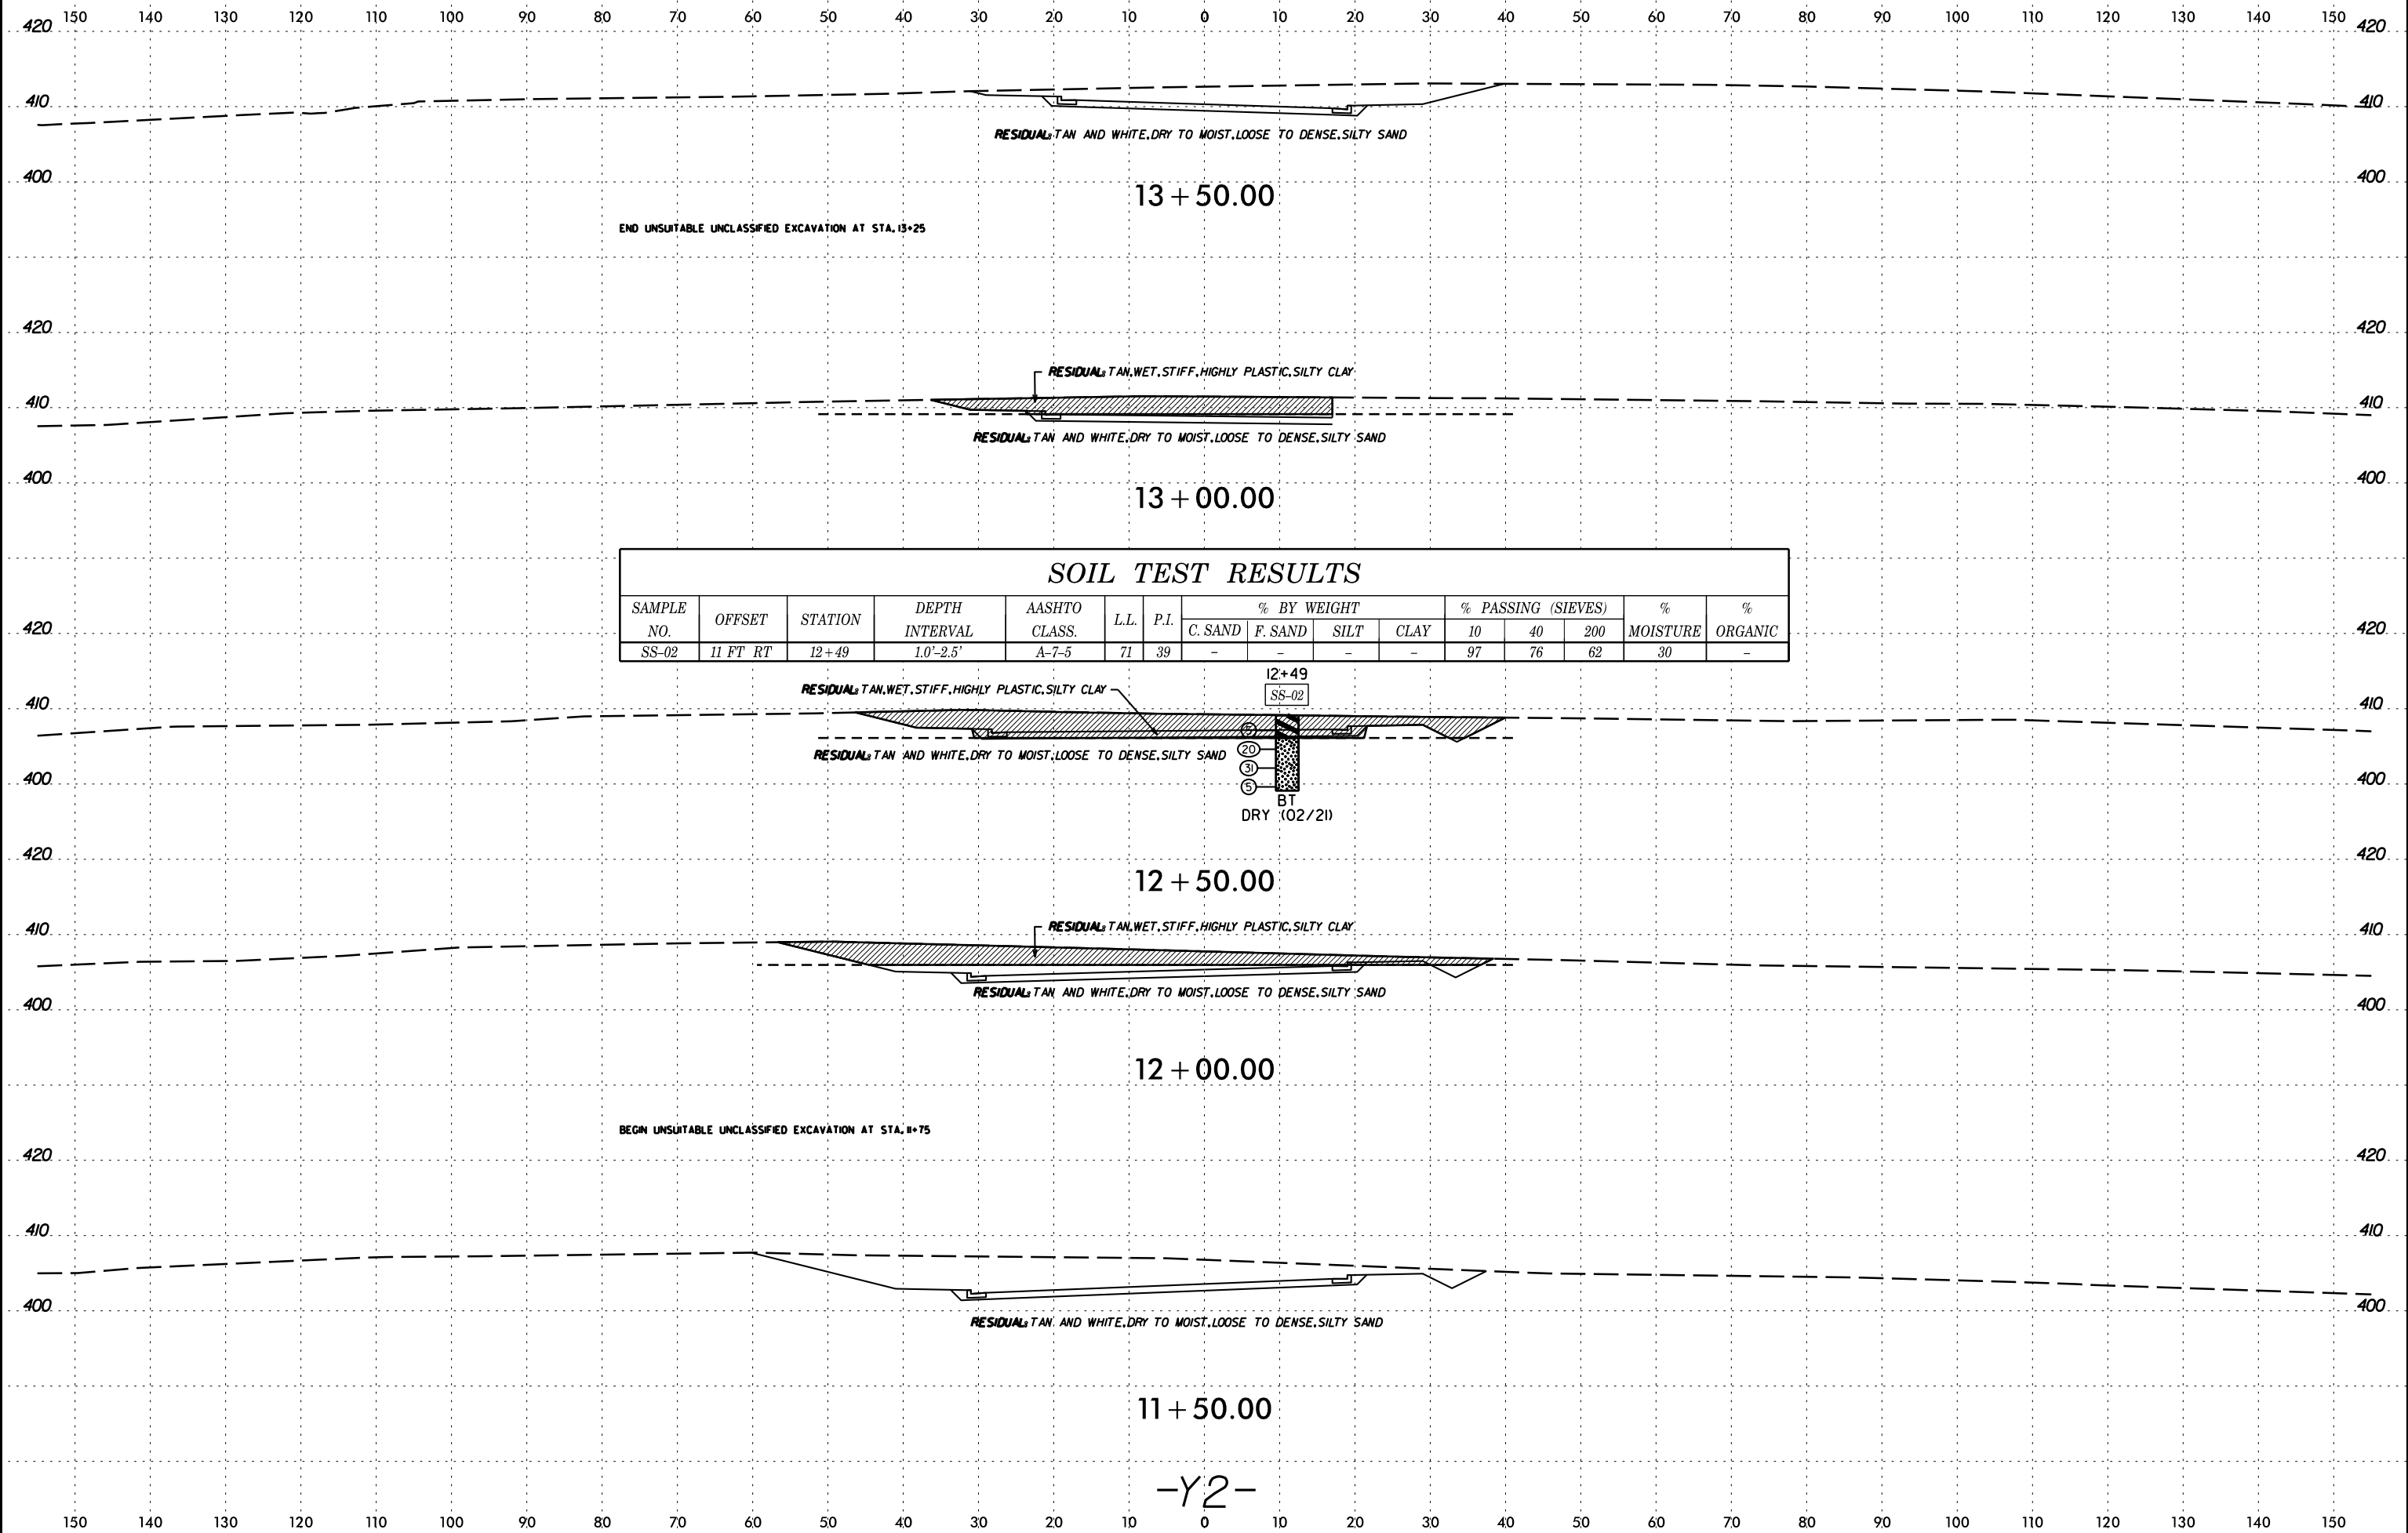 150 140 130 120 110 100 90 80 70 60 50 40 30 20 10 0 10 20 30 40 50 60 70 80 90 100 110 120 130 140 150
420 420
410 410
RESIDUAL: TAN AND WHITE, DRY TO MOIST, LOOSE TO DENSE, SILTY SAND
400 400
13+50.00
END UNSUITABLE UNCLASSIFIED EXCAVATION AT STA. 13+25
420 420
RESIDUAL: TAN, WET, STIFF, HIGHLY PLASTIC, SILTY CLAY
410 410
RESIDUAL: TAN AND WHITE, DRY TO MOIST, LOOSE TO DENSE, SILTY SAND
400 400
13+00.00
SOIL TEST RESULTS
SAMPLE NO. OFFSET STATION DEPTH INTERVAL AASHTO CLASS. L.L. P.I. % BY WEIGHT % PASSING (SIEVES) % MOISTURE % ORGANIC
C. SAND F. SAND SILT CLAY 10 40 200
420 420
SS-02 11 FT RT 12+49 1.0'-2.5' A-7-5 71 39 - - - - 97 76 62 30 -
12+49
RESIDUAL: TAN, WET, STIFF, HIGHLY PLASTIC, SILTY CLAY
SS-02
410 410
RESIDUAL: TAN AND WHITE, DRY TO MOIST, LOOSE TO DENSE, SILTY SAND
20
31
400 400
5
BT
DRY (02/21)
420 420
12+50.00
RESIDUAL: TAN, WET, STIFF, HIGHLY PLASTIC, SILTY CLAY
410 410
RESIDUAL: TAN AND WHITE, DRY TO MOIST, LOOSE TO DENSE, SILTY SAND
400 400
12+00.00
BEGIN UNSUITABLE UNCLASSIFIED EXCAVATION AT STA. 11+75
420 420
410 410
400 400
RESIDUAL: TAN AND WHITE, DRY TO MOIST, LOOSE TO DENSE, SILTY SAND
11+50.00
-Y2-
150 140 130 120 110 100 90 80 70 60 50 40 30 20 10 0 10 20 30 40 50 60 70 80 90 100 110 120 130 140 150